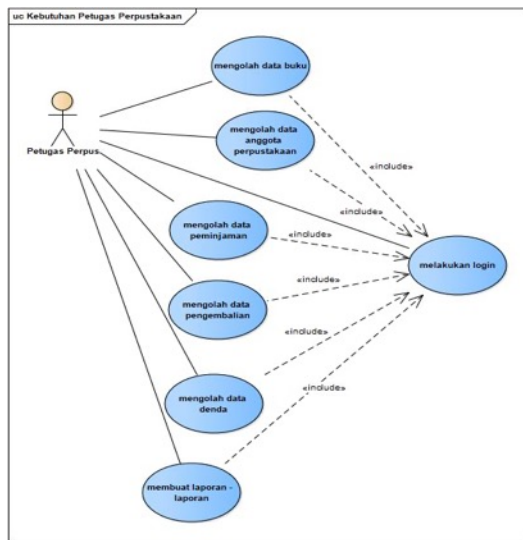 uc Kebutuhan Petugas Perpustakaan
mengolah data buku
mengolah data
anggota
perpustakaan
Petugas Perpus
«include»
«include»
mengolah data
peminjaman
«include»
melakukan login
«include»
mengolah data
pengembalian
«include»
mengolah data
denda
«include»
membuat laporan -
laporan